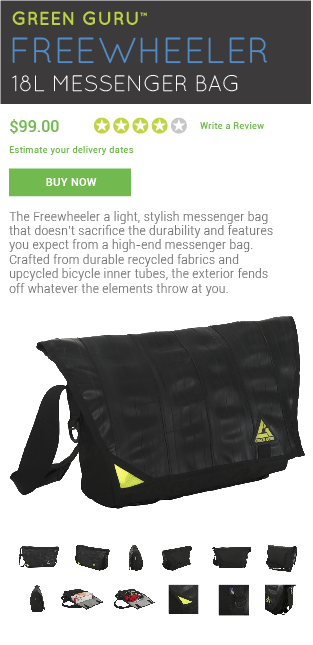 GREEN GURU™
FREEWHEELER
18L MESSENGER BAG
$99.00
Write a Review
Estimate your delivery dates
BUY NOW
The Freewheeler a light, stylish messenger bag
that doesn't sacrifice the durability and features
you expect from a high-end messenger bag.
Crafted from durable recycled fabrics and
upcycled bicycle inner tubes, the exterior fends
off whatever the elements throw at you.